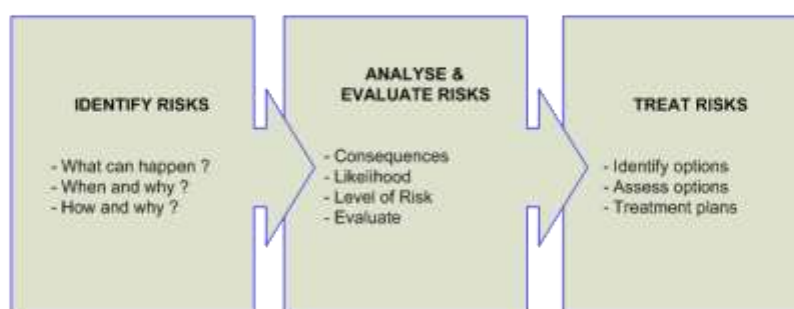 IDENTIFY RISKS
- What can happen ?
- When and why ?
- How and why ?
ANALYSE &
EVALUATE RISKS
- Consequences
- Likelihood
- Level of Risk
- Evaluate
TREAT RISKS
- Identify options
- Assess options
- Treatment plans